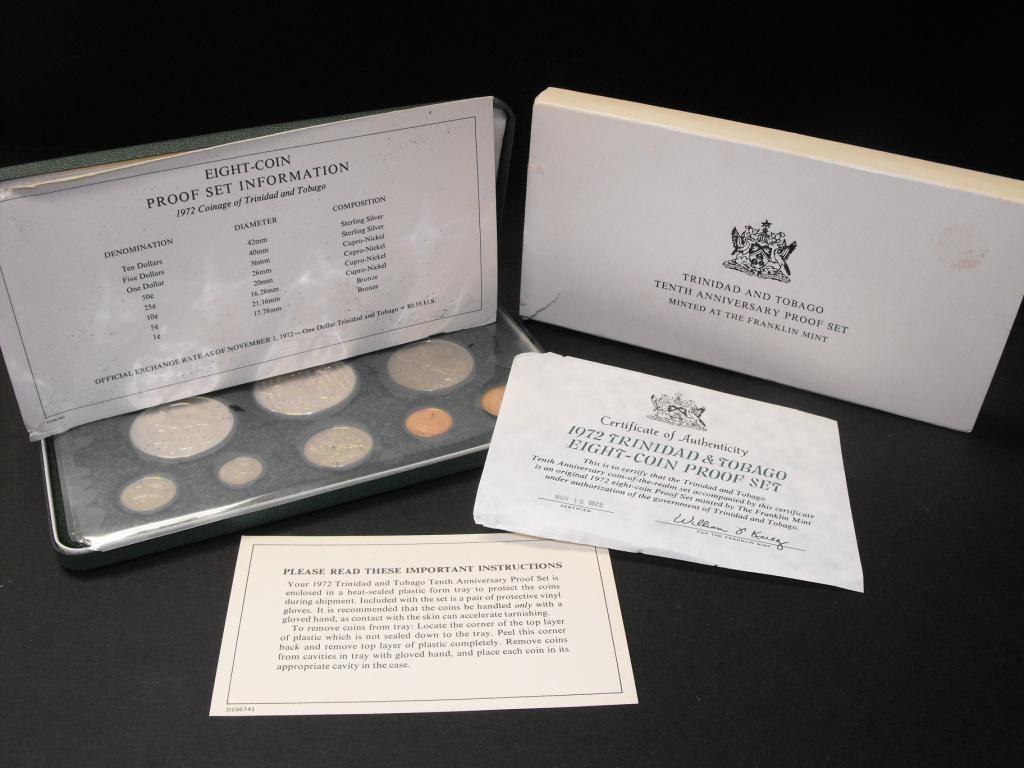 EIGHT-COIN
PROOF SET INFORMATION
1972 Coinage of Trinidad and Tobago
DENOMINATION DIAMETER COMPOSITION
Ten Dollars 42mm Sterling Silver
Five Dollars 40mm Sterling Silver
One Dollar 36mm Cupro-Nickel
50¢ 26mm Cupro-Nickel
25¢ 20mm Cupro-Nickel
10¢ 16.28mm Cupro-Nickel
5¢ 21.16mm Bronze
1¢ 17.78mm Bronze
OFFICIAL EXCHANGE RATE AS OF NOVEMBER 1, 1972—One Dollar Trinidad and Tobago = $0.55 U.S.
TRINIDAD AND TOBAGO
TENTH ANNIVERSARY PROOF SET
MINTED AT THE FRANKLIN MINT
Certificate of Authenticity
1972 TRINIDAD & TOBAGO
EIGHT-COIN PROOF SET
This is to certify that the Trinidad and Tobago
Tenth Anniversary coin-of-the-realm set accompanied by this certificate
is an original 1972 eight-coin Proof Set minted by The Franklin Mint
under authorization of the government of Trinidad and Tobago.
NOV 10 1972
CERTIFIED
FOR THE FRANKLIN MINT
PLEASE READ THESE IMPORTANT INSTRUCTIONS
Your 1972 Trinidad and Tobago Tenth Anniversary Proof Set is
enclosed in a heat-sealed plastic form tray to protect the coins
during shipment. Included with the set is a pair of protective vinyl
gloves. It is recommended that the coins be handled only with a
gloved hand, as contact with the skin can accelerate tarnishing.
To remove coins from tray: Locate the corner of the top layer
of plastic which is not sealed down to the tray. Peel this corner
back and remove top layer of plastic completely. Remove coins
from cavities in tray with gloved hand, and place each coin in its
appropriate cavity in the case.
D106741